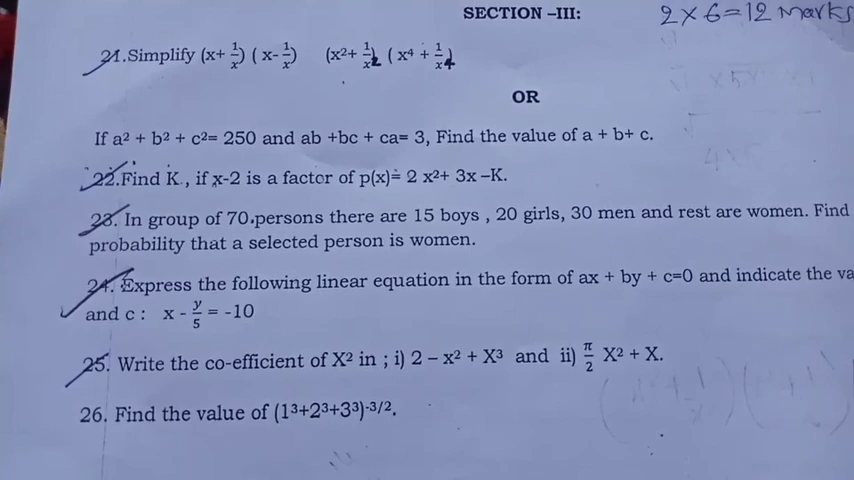 SECTION –III:
2 × 6 = 12 Marks
21.Simplify (x+ 1/x) ( x- 1/x) (x²+ 1/x²) ( x⁴ + 1/x⁴)
OR
If a² + b² + c²= 250 and ab +bc + ca= 3, Find the value of a + b+ c.
22.Find K , if x-2 is a factor of p(x)= 2 x²+ 3x –K.
23. In group of 70 persons there are 15 boys , 20 girls, 30 men and rest are women. Find
probability that a selected person is women.
24. Express the following linear equation in the form of ax + by + c=0 and indicate the va
and c : x - y/5 = -10
25. Write the co-efficient of X² in ; i) 2 – x² + X³ and ii) π/2 X² + X.
26. Find the value of (1³+2³+3³)-³/².